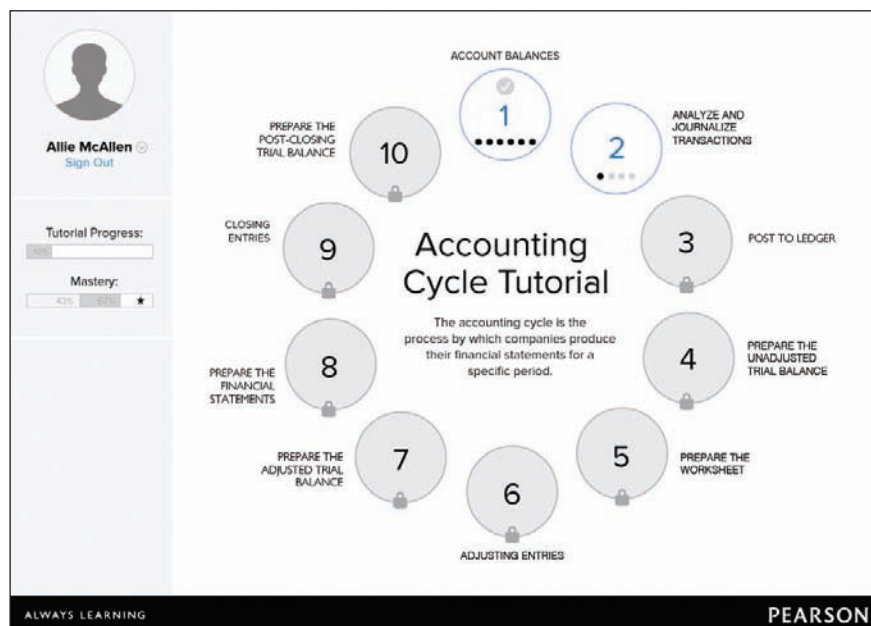 Allie McAllen
Sign Out
Tutorial Progress:
Mastery:
43%
67%
ACCOUNT BALANCES
1
2
ANALYZE AND
JOURNALIZE
TRANSACTIONS
3
POST TO LEDGER
4
PREPARE THE
UNADJUSTED
TRIAL BALANCE
5
PREPARE THE
WORKSHEET
6
ADJUSTING ENTRIES
7
PREPARE THE
ADJUSTED TRIAL
BALANCE
8
PREPARE THE
FINANCIAL
STATEMENTS
9
CLOSING
ENTRIES
10
PREPARE THE
POST-CLOSING
TRIAL BALANCE
Accounting
Cycle Tutorial
The accounting cycle is the
process by which companies produce
their financial statements for a
specific period.
ALWAYS LEARNING
PEARSON